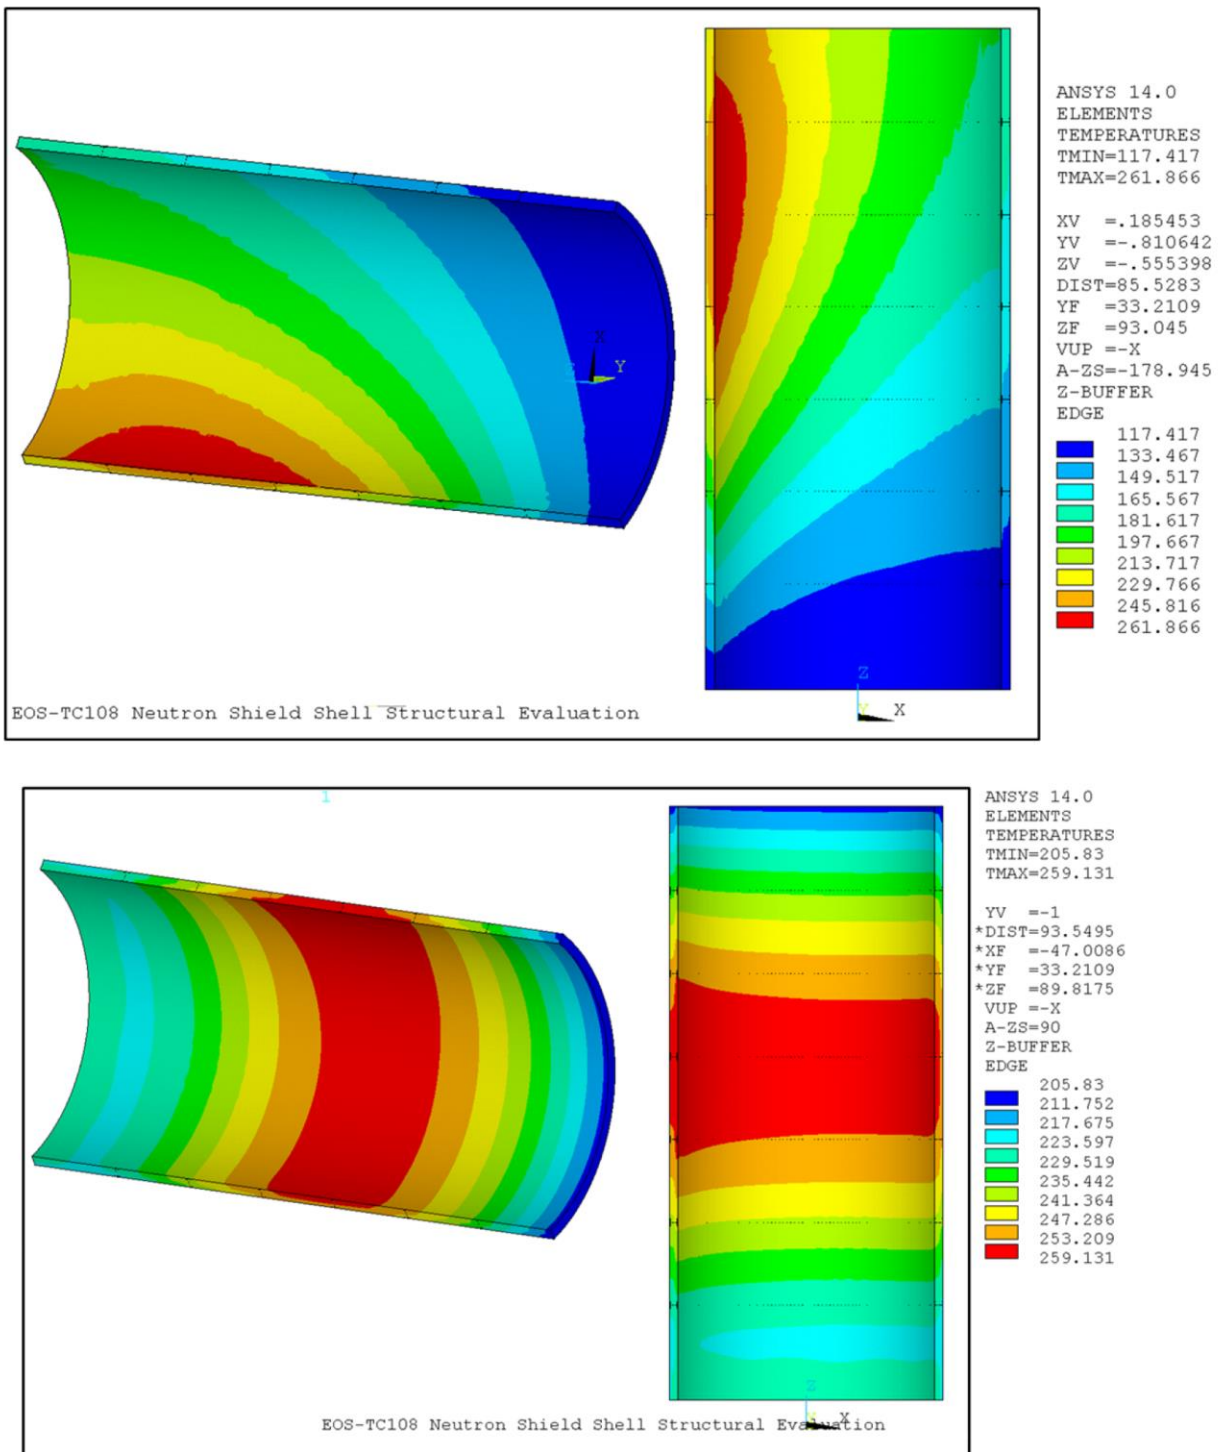 ANSYS 14.0
ELEMENTS
TEMPERATURES
TMIN=117.417
TMAX=261.866
XV =.185453
YV =-.810642
ZV =-.555398
DIST=85.5283
YF =33.2109
ZF =93.045
VUP =-X
A-ZS=-178.945
Z-BUFFER
EDGE
117.417
133.467
149.517
165.567
181.617
197.667
213.717
229.766
245.816
261.866
X
Z
Y
Z
Y
X
EOS-TC108 Neutron Shield Shell Structural Evaluation
1
ANSYS 14.0
ELEMENTS
TEMPERATURES
TMIN=205.83
TMAX=259.131
YV =-1
*DIST=93.5495
*XF =-47.0086
*YF =33.2109
*ZF =89.8175
VUP =-X
A-ZS=90
Z-BUFFER
EDGE
205.83
211.752
217.675
223.597
229.519
235.442
241.364
247.286
253.209
259.131
Z
Y
X
EOS-TC108 Neutron Shield Shell Structural Evaluation